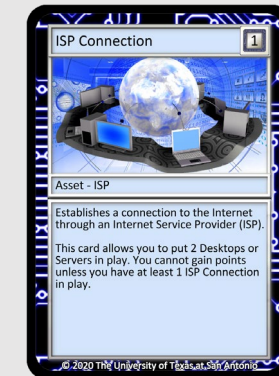 ISP Connection 1
Asset - ISP
Establishes a connection to the Internet
through an Internet Service Provider (ISP).
This card allows you to put 2 Desktops or
Servers in play. You cannot gain points
unless you have at least 1 ISP Connection
in play.
© 2020 The University of Texas at San Antonio